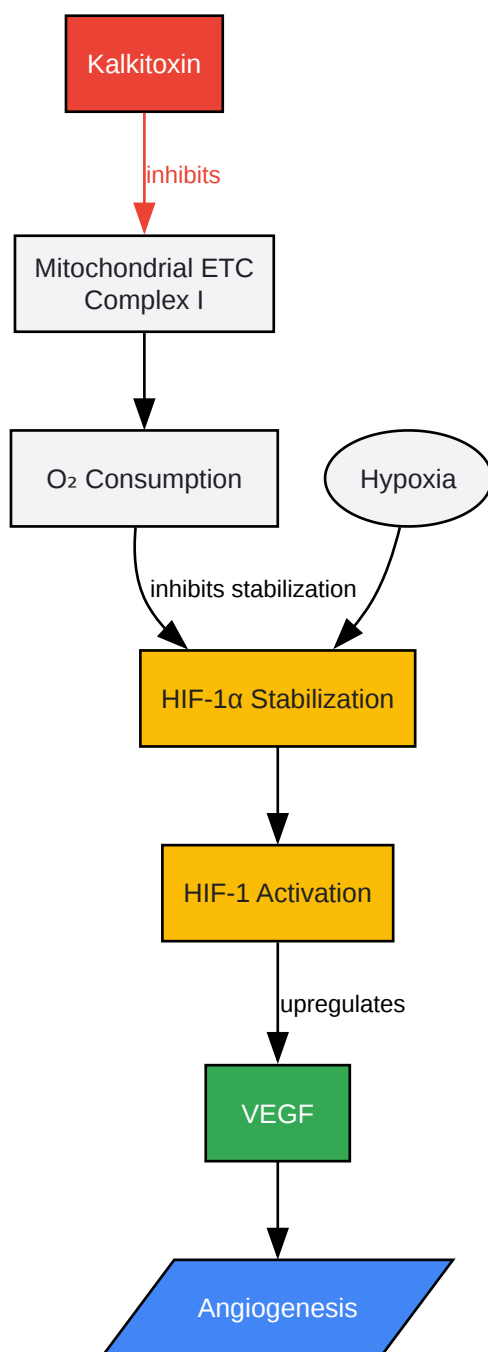 Kalkitoxin
inhibits
Mitochondrial ETC
Complex I
O₂ Consumption
Hypoxia
inhibits stabilization
HIF-1α Stabilization
HIF-1 Activation
upregulates
VEGF
Angiogenesis